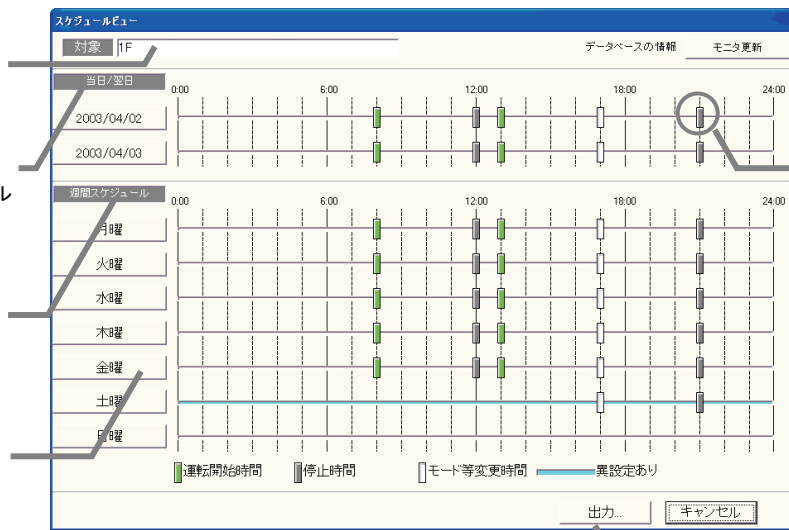 スケジュールビュー
対象 1F データベースの情報 モニタ更新
当日/翌日 0:00 6:00 12:00 18:00 24:00
2003/04/02
2003/04/03
ル
週間スケジュール 0:00 6:00 12:00 18:00 24:00
月曜
火曜
水曜
木曜
金曜
土曜
日曜
運転開始時間 停止時間 モード等変更時間 異設定あり
出力... キャンセル